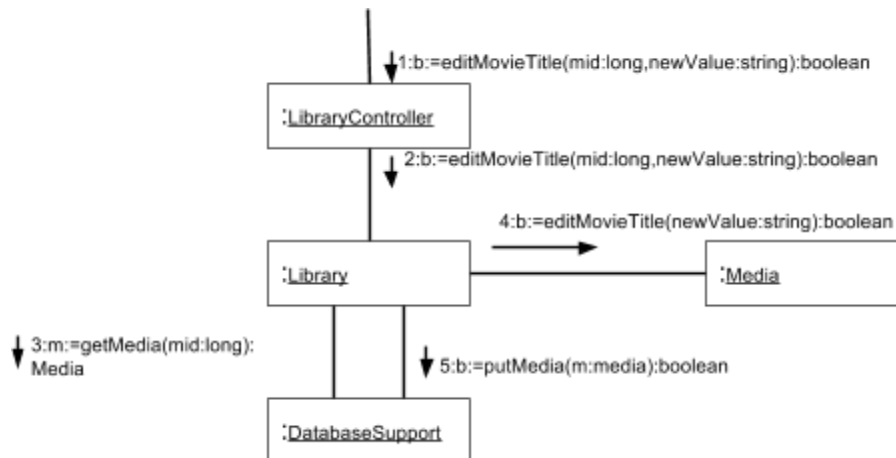 1:b:=editMovieTitle(mid:long,newValue:string):boolean
:LibraryController
2:b:=editMovieTitle(mid:long,newValue:string):boolean
4:b:=editMovieTitle(newValue:string):boolean
:Library
:Media
3:m:=getMedia(mid:long):
Media
5:b:=putMedia(m:media):boolean
:DatabaseSupport